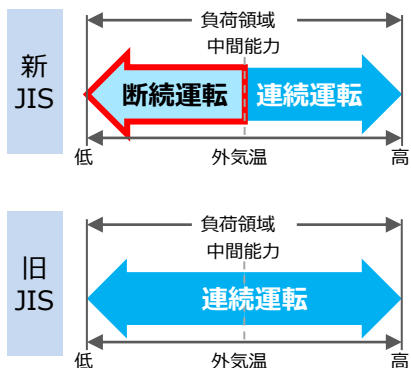 負荷領域
中間能力
新
JIS
断続運転 連続運転
低 外気温 高
負荷領域
中間能力
旧
JIS
連続運転
低 外気温 高